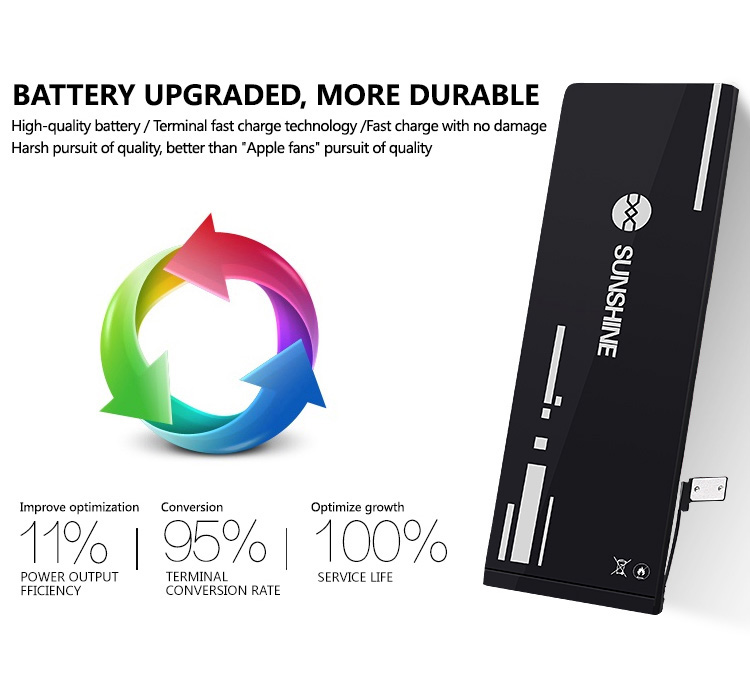 BATTERY UPGRADED, MORE DURABLE
High-quality battery / Terminal fast charge technology /Fast charge with no damage
Harsh pursuit of quality, better than "Apple fans" pursuit of quality
SUNSHINE
Improve optimization
11%
POWER OUTPUT
FFICIENCY
Conversion
95%
TERMINAL
CONVERSION RATE
Optimize growth
100%
SERVICE LIFE